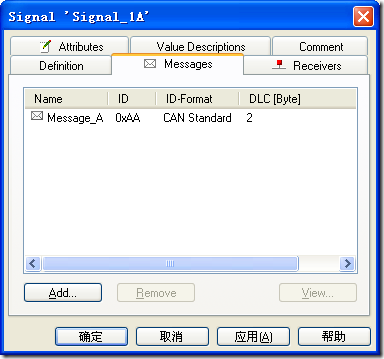 Signal 'Signal_1A'
Attributes Value Descriptions Comment
Definition Messages Receivers
Name ID ID-Format DLC [Byte]
Message_A 0xAA CAN Standard 2
Add... Remove View...
确定 取消 应用(A) 帮助